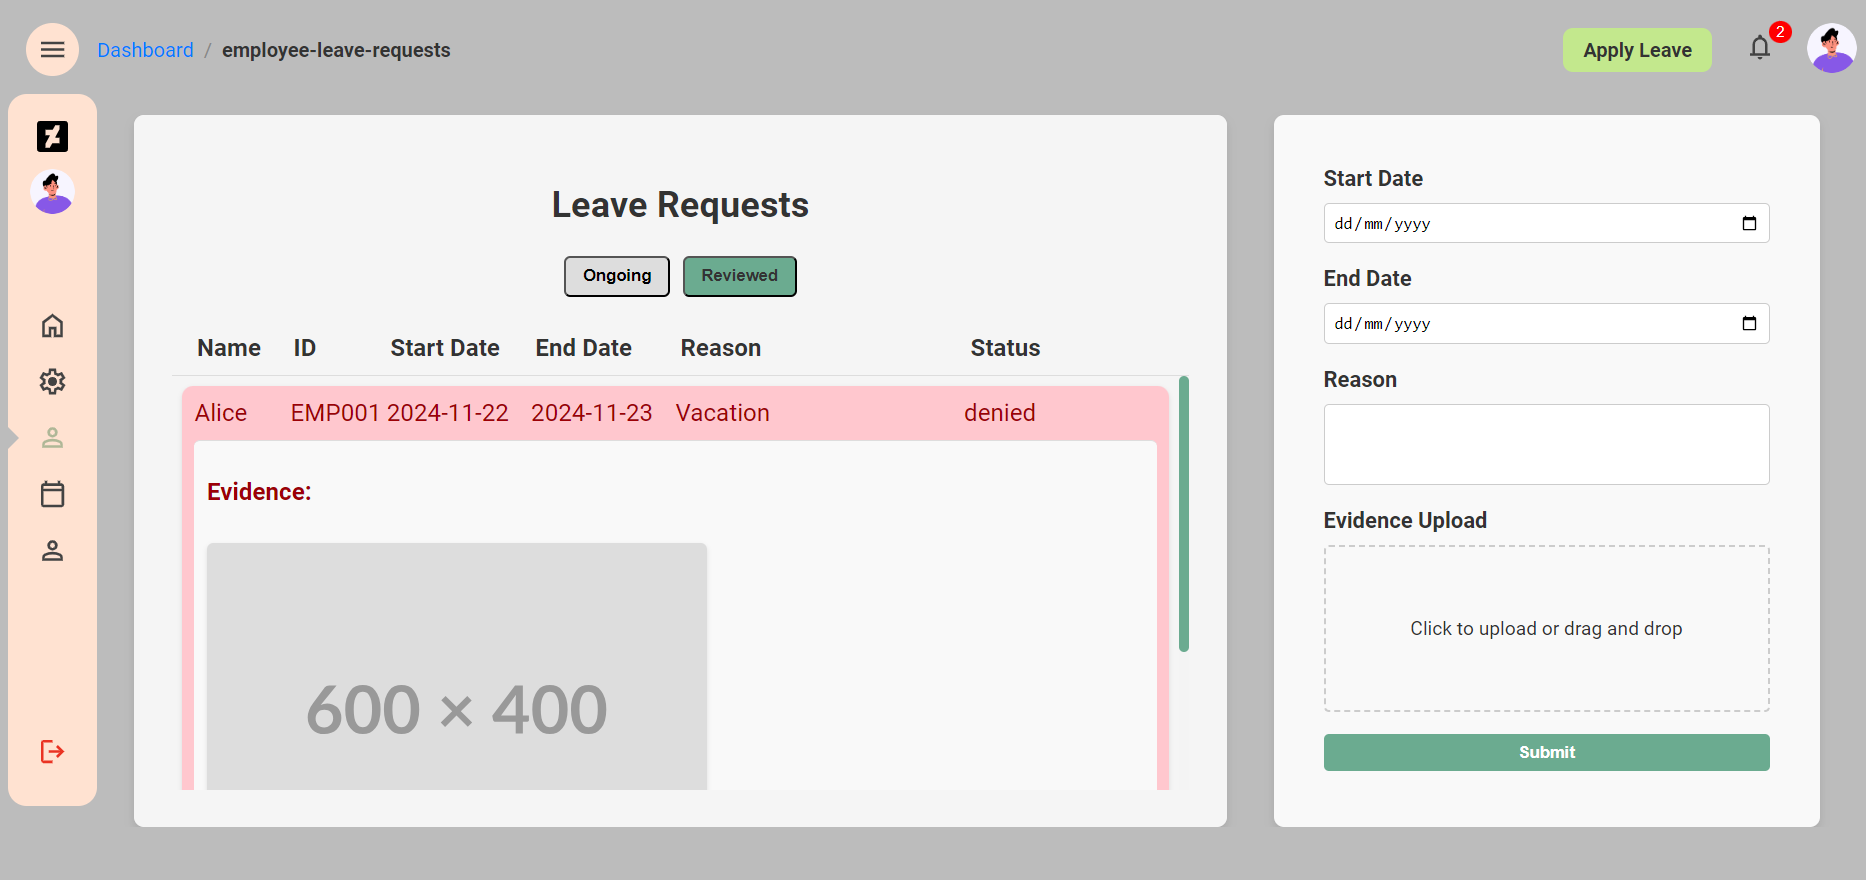 Dashboard / employee-leave-requests
Apply Leave
2
Leave Requests
Ongoing Reviewed
Name ID Start Date End Date Reason Status
Alice EMP001 2024-11-22 2024-11-23 Vacation denied
Evidence:
600 × 400
Start Date
dd/mm/yyyy
End Date
dd/mm/yyyy
Reason
Evidence Upload
Click to upload or drag and drop
Submit